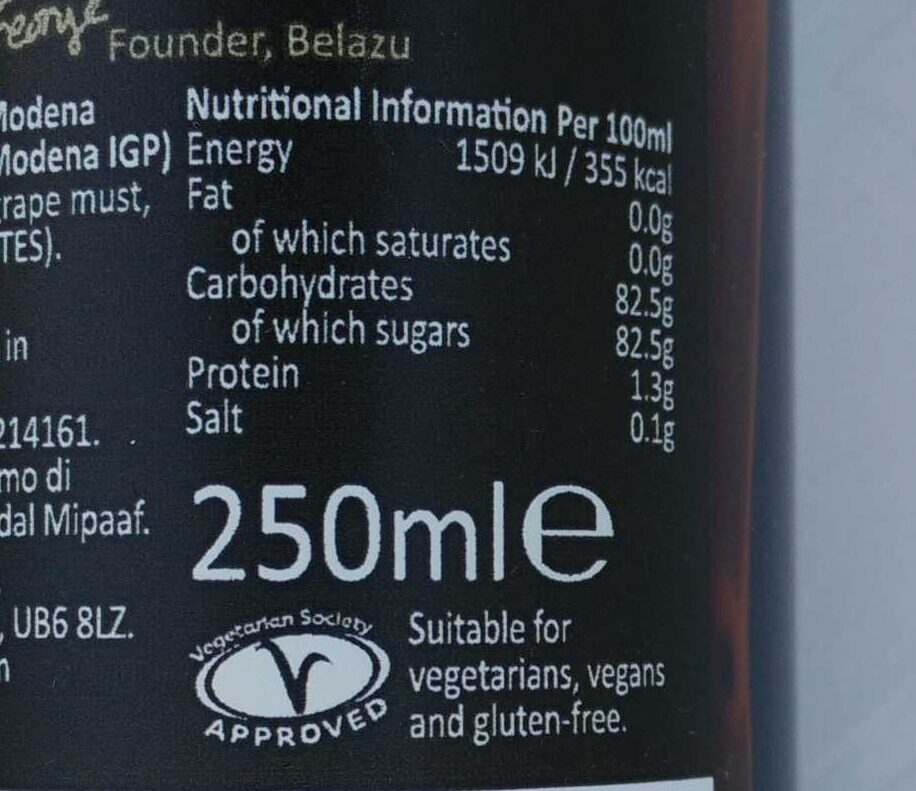 George
Founder, Belazu
Modena
Modena IGP)
grape must,
TES).
in
214161.
mo di
dal Mipaaf.
, UB6 8LZ.
Nutritional Information Per 100ml
Energy 1509 kJ / 355 kcal
Fat 0.0g
of which saturates 0.0g
Carbohydrates 82.5g
of which sugars 82.5g
Protein 1.3g
Salt 0.1g
250ml℮
Vegetarian Society
V
APPROVED
Suitable for
vegetarians, vegans
and gluten-free.